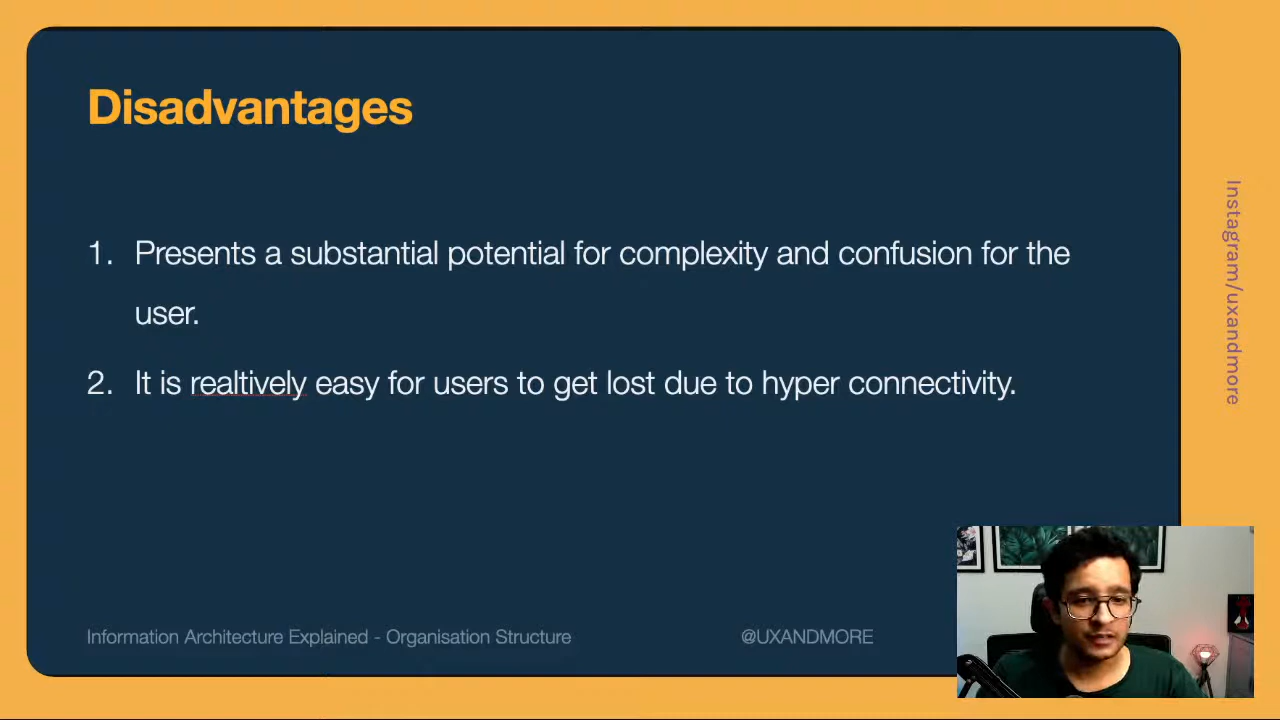 Disadvantages
1. Presents a substantial potential for complexity and confusion for the
user.
2. It is realtively easy for users to get lost due to hyper connectivity.
Information Architecture Explained - Organisation Structure
@UXANDMORE
Instagram/uxandmore